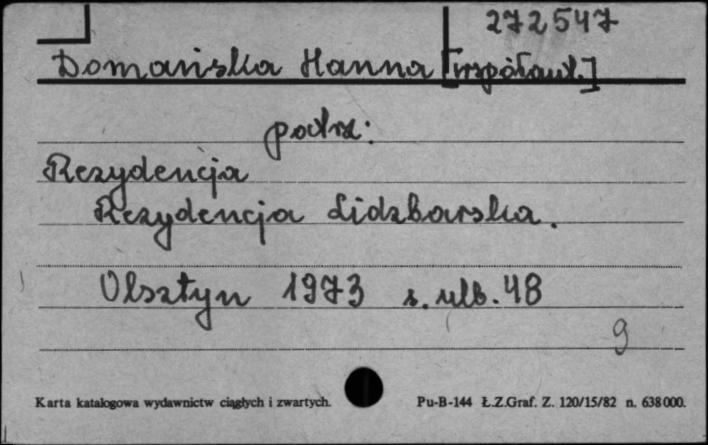 272547
Domańska Hanna [współaut.]
patrz:
Rezydencja
Rezydencja Lidzbarska.
Olsztyn 1973 s. nlb. 48
9
Karta katalogowa wydawnictw ciągłych i zwartych. Pu-B-144 Ł.Z.Graf. Z. 120/15/82 n. 638000.